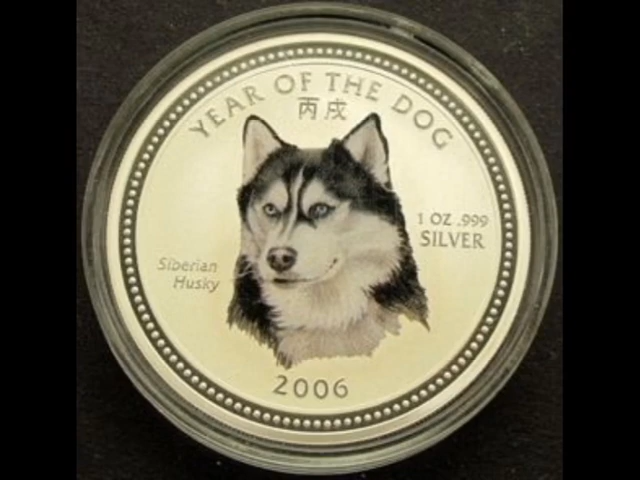 YEAR OF THE DOG
丙戌
1 OZ .999
SILVER
Siberian
Husky
2006